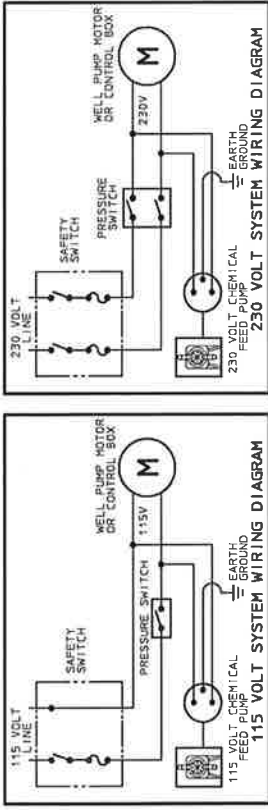 115 VOLT
LINE
SAFETY
SWITCH
WELL PUMP MOTOR
OR CONTROL BOX
M
115V
PRESSURE SWITCH
EARTH
GROUND
115 VOLT CHEMICAL
FEED PUMP
115 VOLT SYSTEM WIRING DIAGRAM
230 VOLT
LINE
SAFETY
SWITCH
PRESSURE
SWITCH
WELL PUMP MOTOR
OR CONTROL BOX
M
230V
EARTH
GROUND
230 VOLT CHEMICAL
FEED PUMP
230 VOLT SYSTEM WIRING DIAGRAM